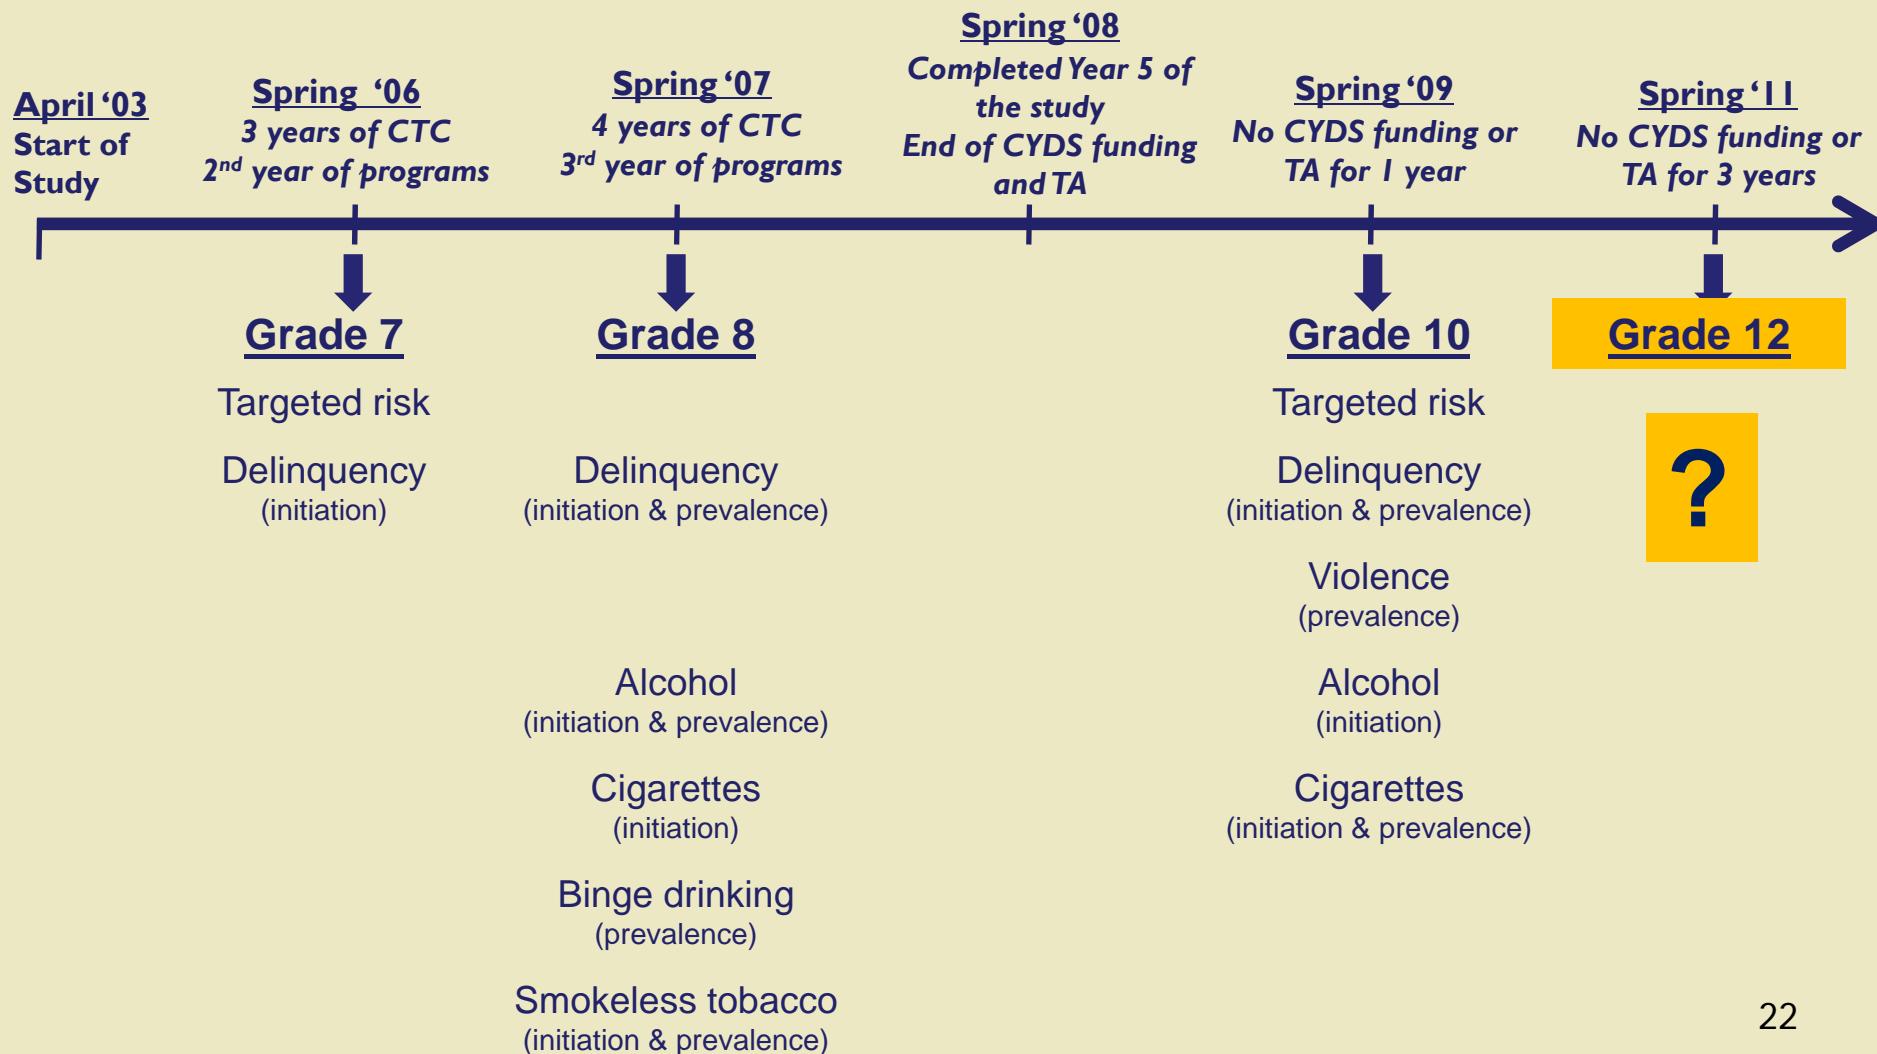 April ‘03
Start of
Study
Spring ‘06
3 years of CTC
2nd year of programs
Spring ‘07
4 years of CTC
3rd year of programs
Spring ‘08
Completed Year 5 of
the study
End of CYDS funding
and TA
Spring ‘09
No CYDS funding or
TA for 1 year
Spring ‘11
No CYDS funding or
TA for 3 years
Grade 7
Targeted risk
Delinquency
(initiation)
Grade 8
Delinquency
(initiation & prevalence)
Alcohol
(initiation & prevalence)
Cigarettes
(initiation)
Binge drinking
(prevalence)
Smokeless tobacco
(initiation & prevalence)
Grade 10
Targeted risk
Delinquency
(initiation & prevalence)
Violence
(prevalence)
Alcohol
(initiation)
Cigarettes
(initiation & prevalence)
Grade 12
?
22